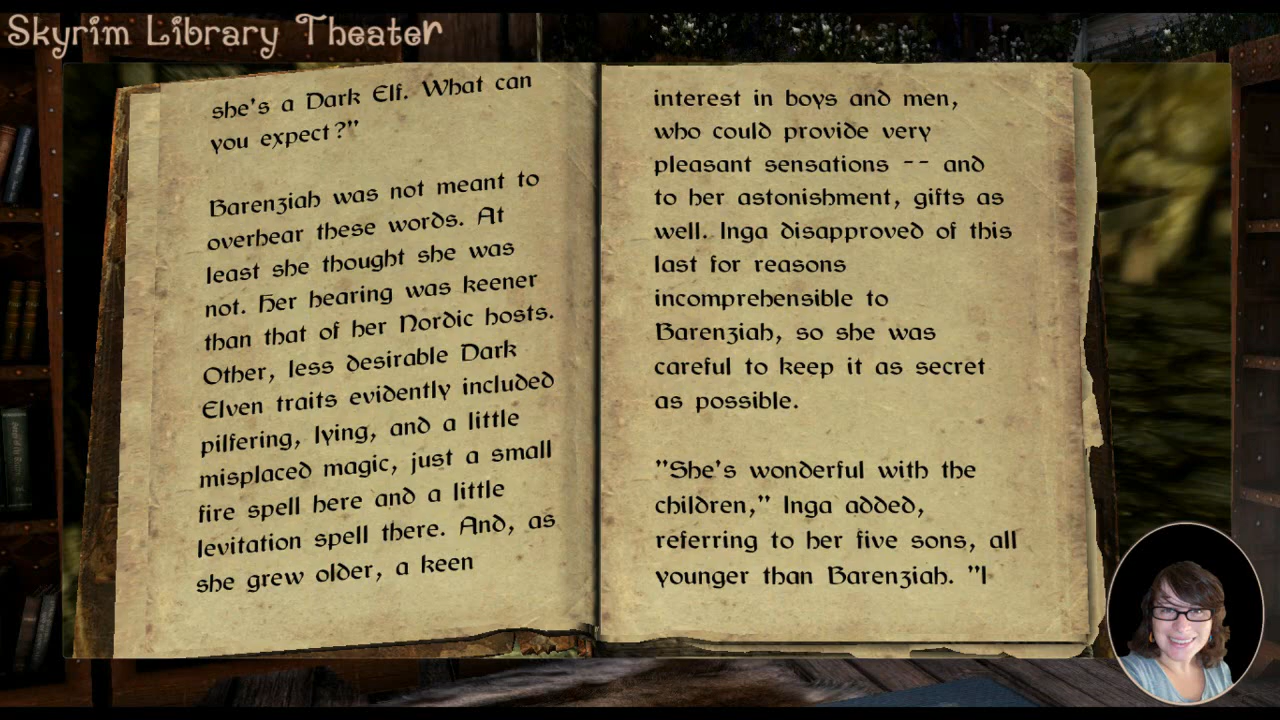 Skyrim Library Theater
she's a Dark Elf. What can
you expect?"
Barenziah was not meant to
overhear these words. At
least she thought she was
not. Her hearing was keener
than that of her Nordic hosts.
Other, less desirable Dark
Elven traits evidently included
pilfering, lying, and a little
misplaced magic, just a small
fire spell here and a little
levitation spell there. And, as
she grew older, a keen
interest in boys and men,
who could provide very
pleasant sensations -- and
to her astonishment, gifts as
well. Inga disapproved of this
last for reasons
incomprehensible to
Barenziah, so she was
careful to keep it as secret
as possible.
"She's wonderful with the
children," Inga added,
referring to her five sons, all
younger than Barenziah. "I